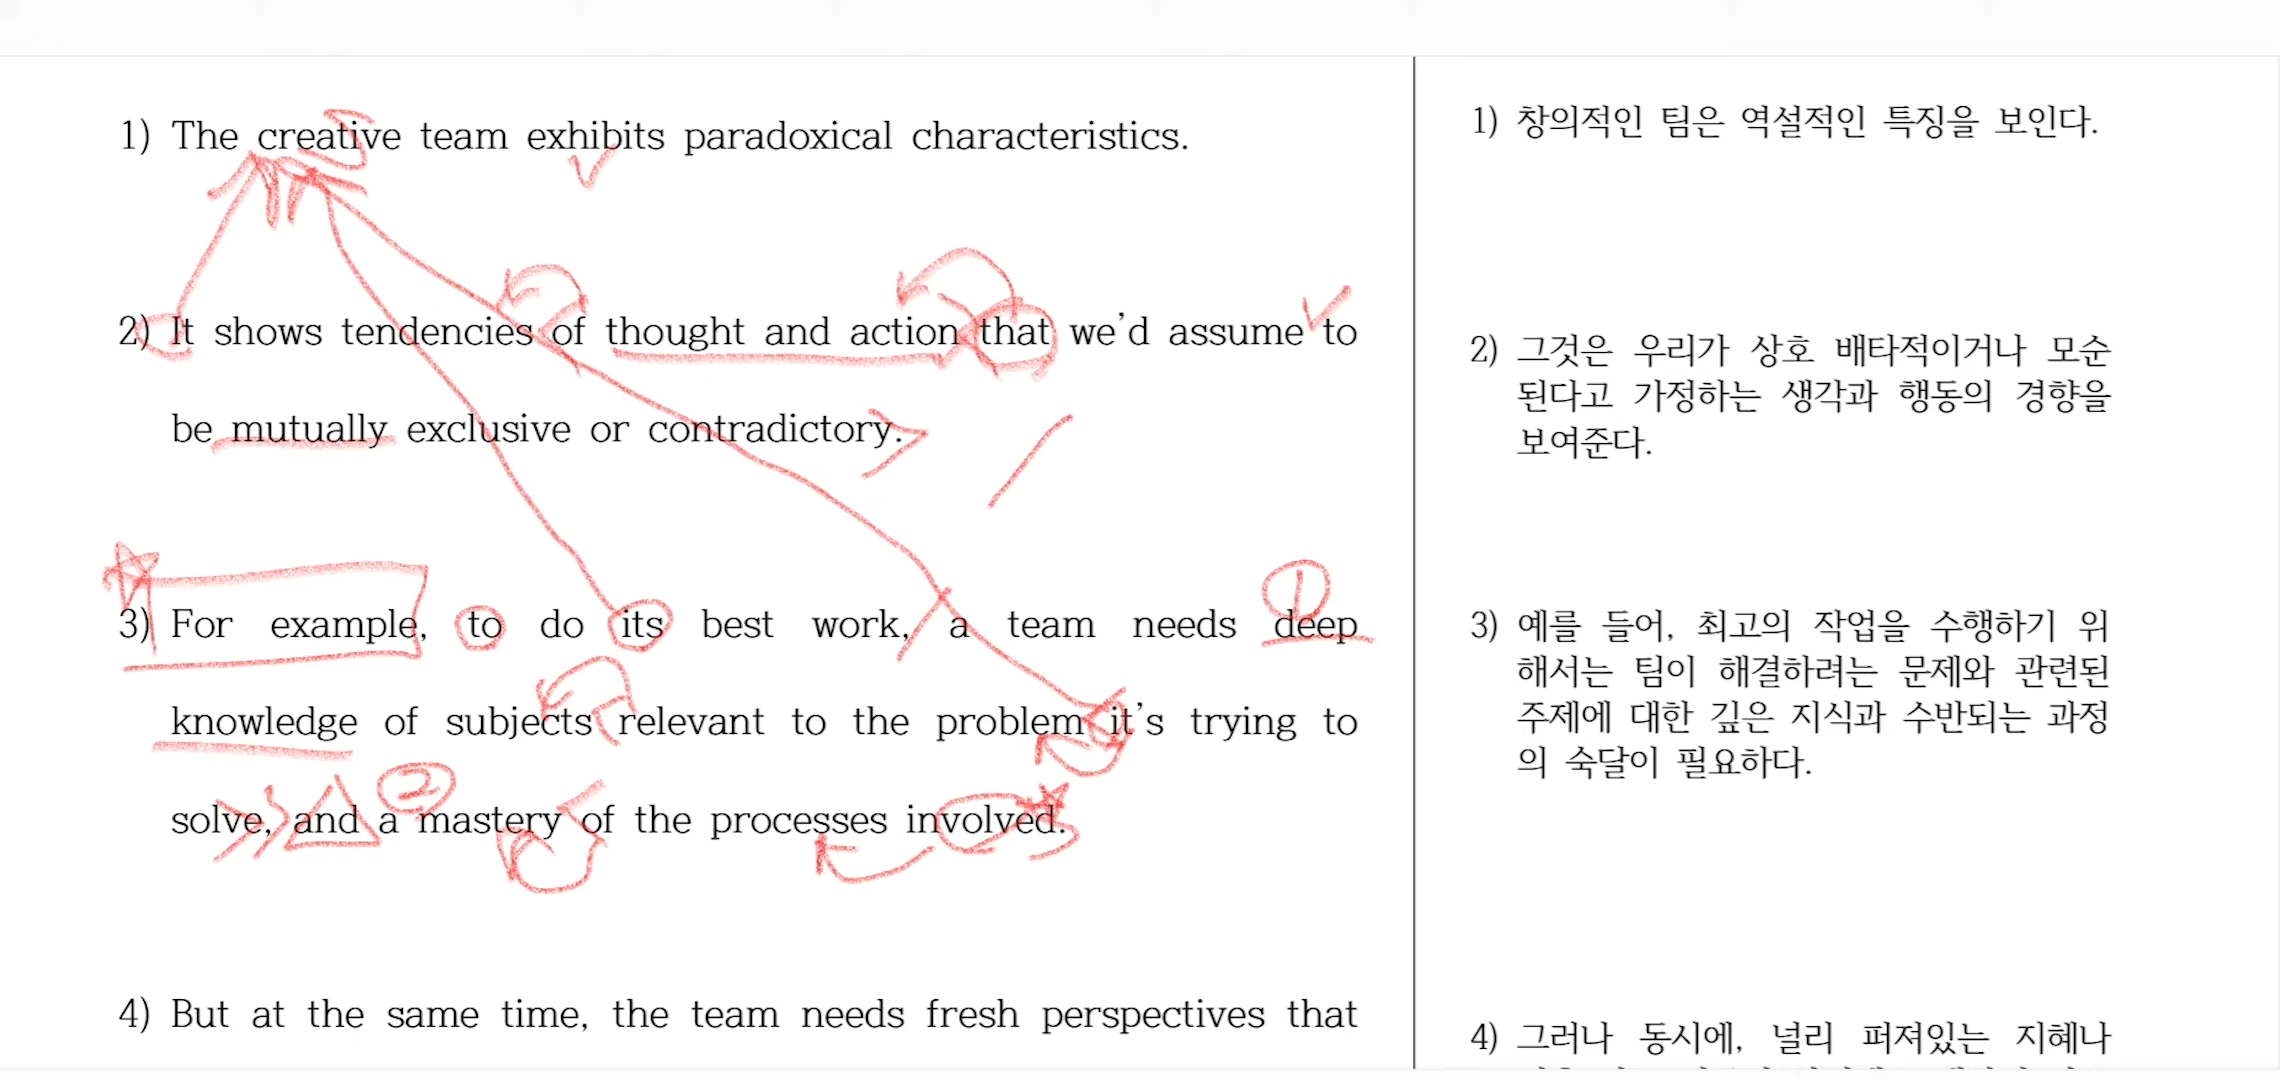 1) The creative team exhibits paradoxical characteristics.
2) It shows tendencies of thought and action that we'd assume to
be mutually exclusive or contradictory.
3) For example, to do its best work, a team needs deep
①
knowledge of subjects relevant to the problem it's trying to
②
solve, and a mastery of the processes involved.
4) But at the same time, the team needs fresh perspectives that
1) 창의적인 팀은 역설적인 특징을 보인다.
2) 그것은 우리가 상호 배타적이거나 모순
된다고 가정하는 생각과 행동의 경향을
보여준다.
3) 예를 들어, 최고의 작업을 수행하기 위
해서는 팀이 해결하려는 문제와 관련된
주제에 대한 깊은 지식과 수반되는 과정
의 숙달이 필요하다.
4) 그러나 동시에, 널리 퍼져있는 지혜나